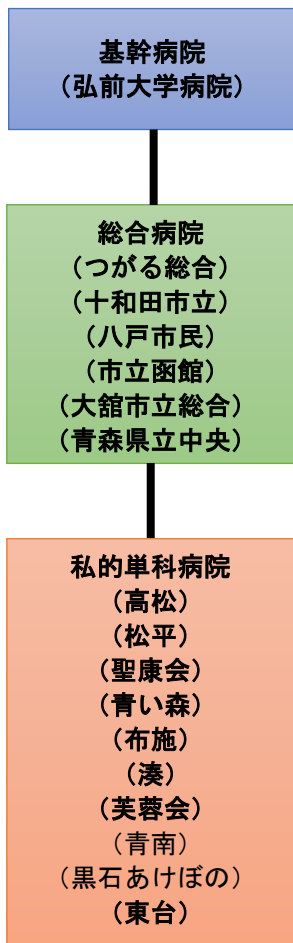 基幹病院
（弘前大学病院）
総合病院
（つがる総合）
（十和田市立）
（八戸市民）
（市立函館）
（大舘市立総合）
（青森県立中央）
私的単科病院
（高松）
（松平）
（聖康会）
（青い森）
（布施）
（湊）
（芙蓉会）
（青南）
（黒石あけぼの）
（東台）